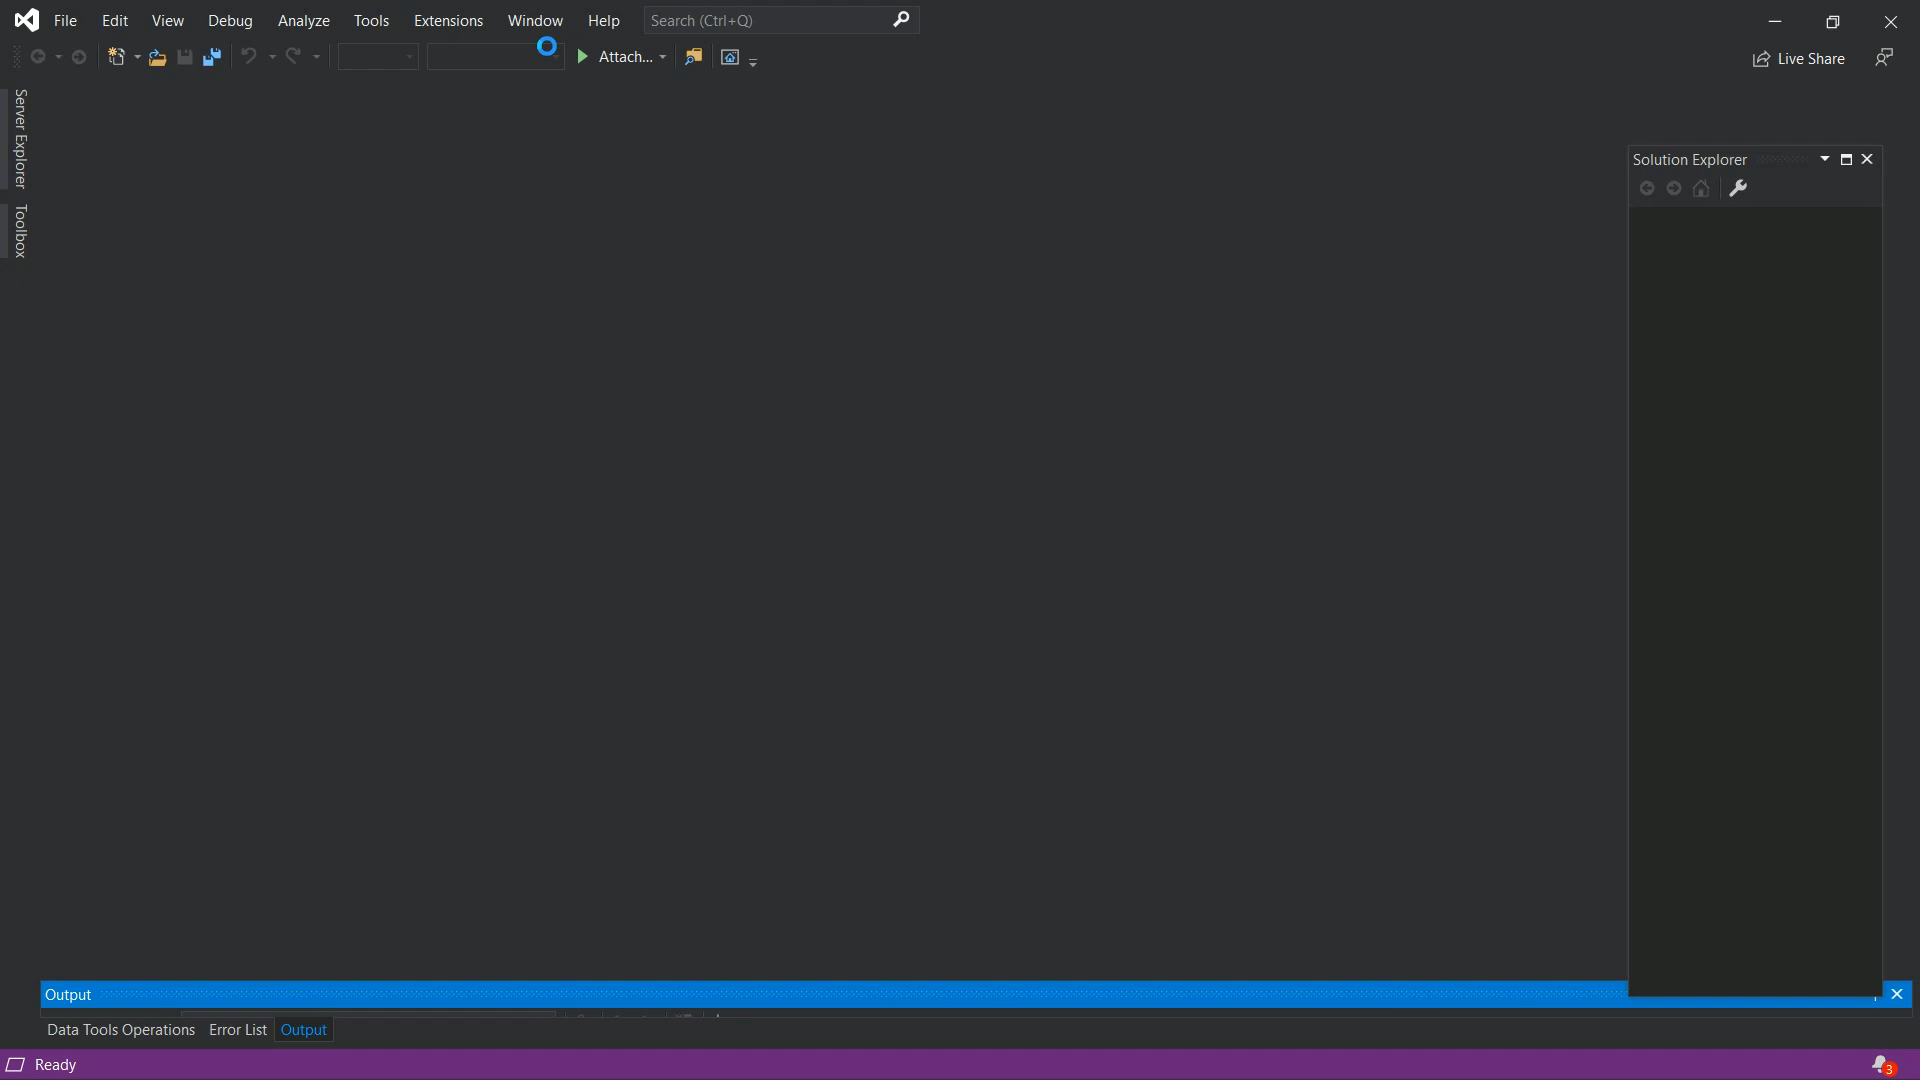 File Edit View Debug Analyze Tools Extensions Window Help Search (Ctrl+Q)
Attach...
Live Share
Server Explorer
Toolbox
Solution Explorer
Output
Data Tools Operations Error List Output
Ready
3